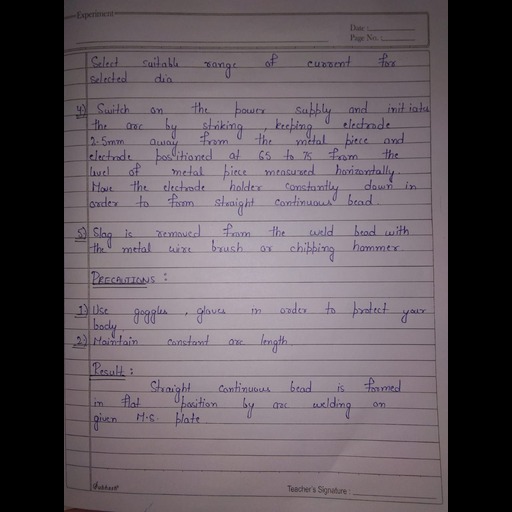 Experiment
Date :
Page No. :
Select suitable range of current for
selected dia
4) Switch on the power supply and initiate
the arc by striking, keeping electrode
2-5mm away from the metal piece and
electrode positioned at 65 to 75 from the
level of metal piece measured horizontally.
Move the electrode holder constantly down in
order to form straight continuous bead.
5) Slag is removed from the weld bead with
the metal wire brush or chipping hammer.
PRECAUTIONS :
1) Use goggles, gloves in order to protect your
body.
2) Maintain constant arc length
Result :
Straight continuous bead is formed
in flat position by arc welding on
given M.S. plate
Teacher's Signature :